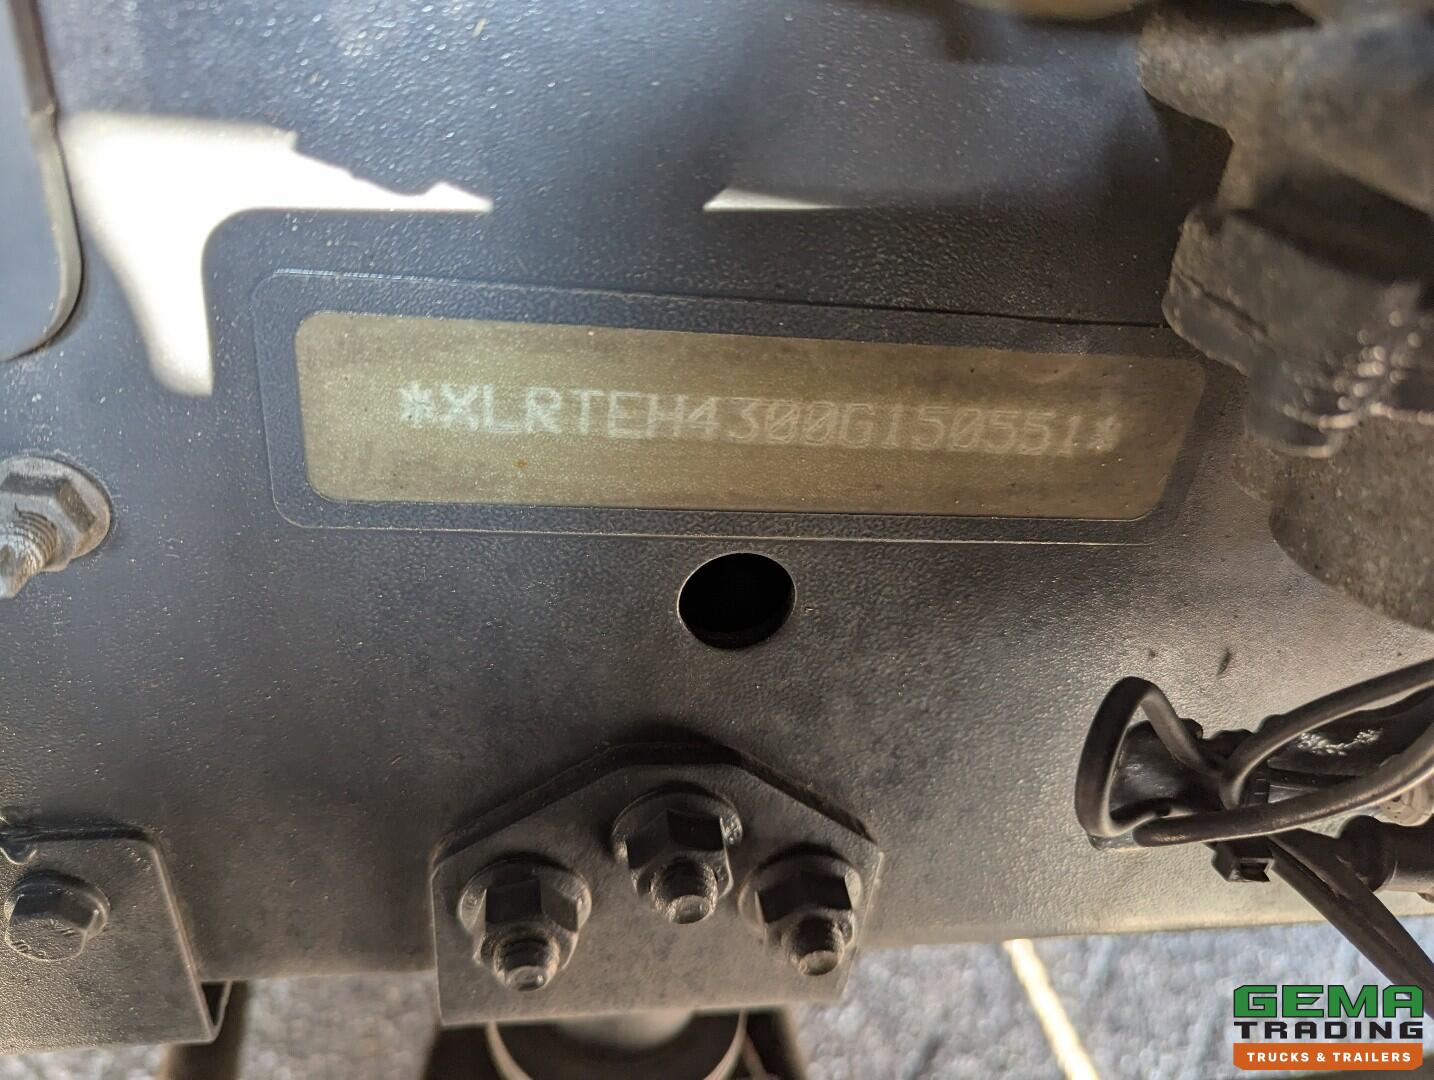 *XLRTEH4300G150551*
GEMA
TRADING
TRUCKS & TRAILERS